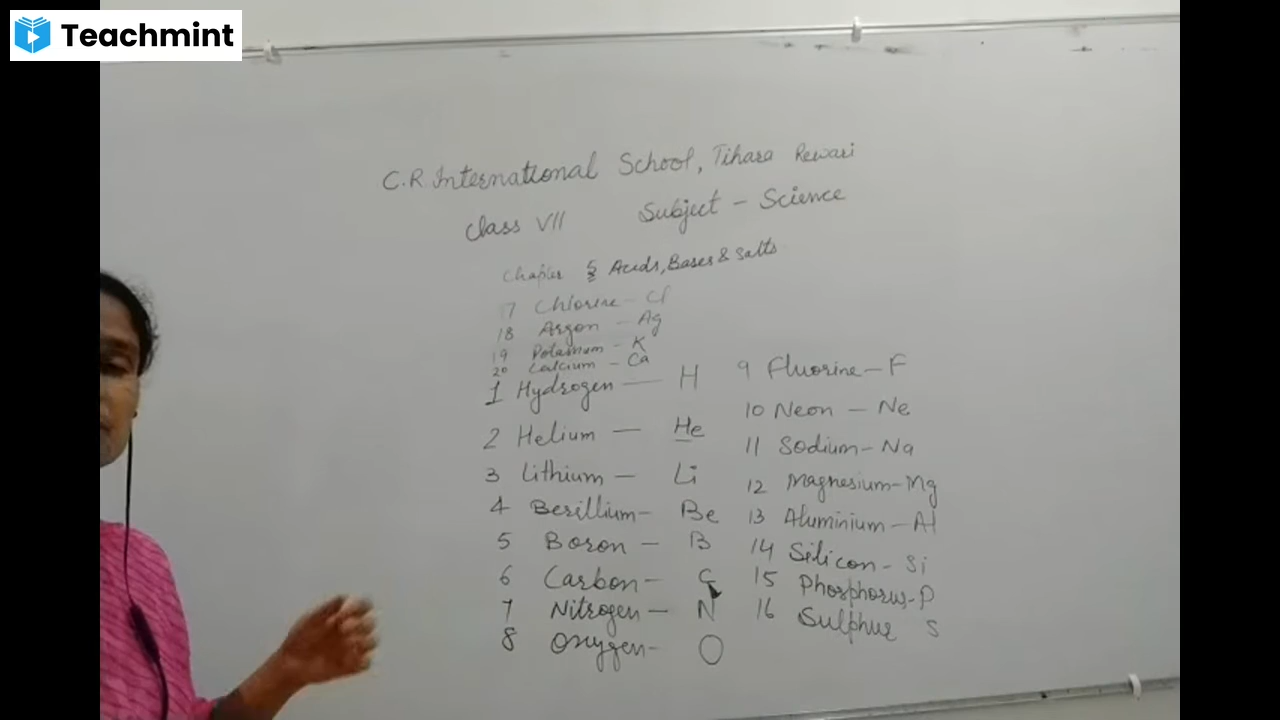 Teachmint
C.R. International School, Tihara Rewari
Class VII Subject - Science
Chapter 5 Acids, Bases & Salts
17 Chlorine - Cl
18 Argon - Ag
19 Potassium - K
20 Calcium - Ca
1 Hydrogen - H
2 Helium - He
3 Lithium - Li
4 Berillium - Be
5 Boron - B
6 Carbon - C
7 Nitrogen - N
8 Oxygen - O
9 Fluorine - F
10 Neon - Ne
11 Sodium - Na
12 Magnesium - Mg
13 Aluminium - Al
14 Silicon - Si
15 Phosphorus - P
16 Sulphur S